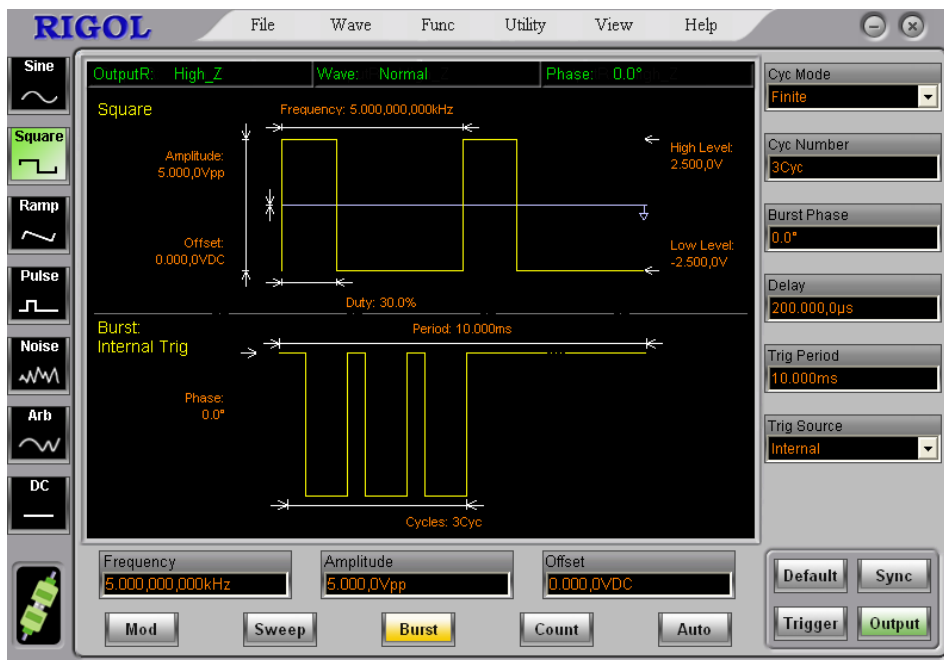 RIGOL File Wave Func Utility View Help
Sine
Square
Ramp
Pulse
Noise
Arb
DC
OutputR: High_Z Wave: Normal Phase: 0.0°
Square
Frequency: 5.000,000,000kHz
Amplitude:
5.000,0Vpp
High Level:
2.500,0V
Offset:
0.000,0VDC
Low Level:
-2.500,0V
Duty: 30.0%
Burst:
Internal Trig
Period: 10.000ms
Phase:
0.0°
Cycles: 3Cyc
Cyc Mode
Finite
Cyc Number
3Cyc
Burst Phase
0.0°
Delay
200.000,0µs
Trig Period
10.000ms
Trig Source
Internal
Frequency
5.000,000,000kHz
Amplitude
5.000,0Vpp
Offset
0.000,0VDC
Mod Sweep Burst Count Auto
Default Sync
Trigger Output